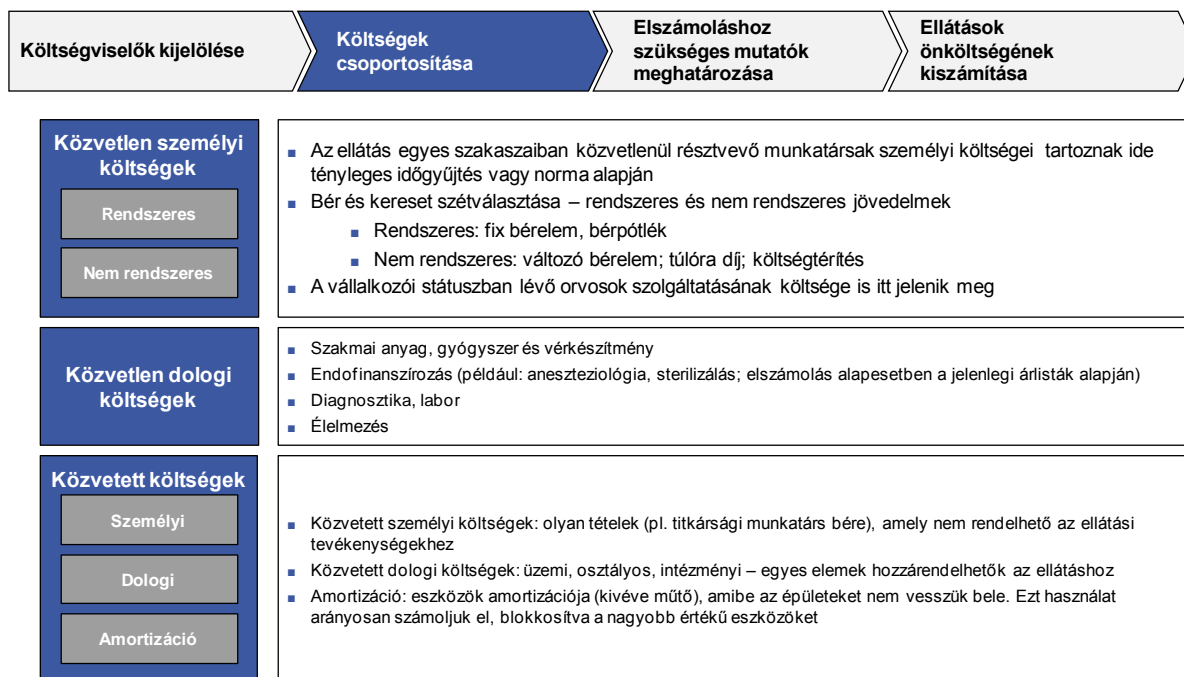 Költségviselők kijelölése
Költségek
csoportosítása
Elszámoláshoz
szükséges mutatók
meghatározása
Ellátások
önköltségének
kiszámítása
Közvetlen személyi
költségek
Rendszeres
Nem rendszeres
▪ Az ellátás egyes szakaszaiban közvetlenül résztvevő munkatársak személyi költségei tartoznak ide
tényleges időgyűjtés vagy norma alapján
▪ Bér és kereset szétválasztása – rendszeres és nem rendszeres jövedelmek
▪ Rendszeres: fix bérelem, bérpótlék
▪ Nem rendszeres: változó bérelem; túlóra díj; költségtérítés
▪ A vállalkozói státuszban lévő orvosok szolgáltatásának költsége is itt jelenik meg
Közvetlen dologi
költségek
▪ Szakmai anyag, gyógyszer és vérkészítmény
▪ Endofinanszírozás (például: aneszteziológia, sterilizálás; elszámolás alapesetben a jelenlegi árlisták alapján)
▪ Diagnosztika, labor
▪ Élelmezés
Közvetett költségek
Személyi
Dologi
Amortizáció
▪ Közvetett személyi költségek: olyan tételek (pl. titkársági munkatárs bére), amely nem rendelhető az ellátási
tevékenységekhez
▪ Közvetett dologi költségek: üzemi, osztályos, intézményi – egyes elemek hozzárendelhetők az ellátáshoz
▪ Amortizáció: eszközök amortizációja (kivéve műtő), amibe az épületeket nem vesszük bele. Ezt használat
arányosan számoljuk el, blokkosítva a nagyobb értékű eszközöket